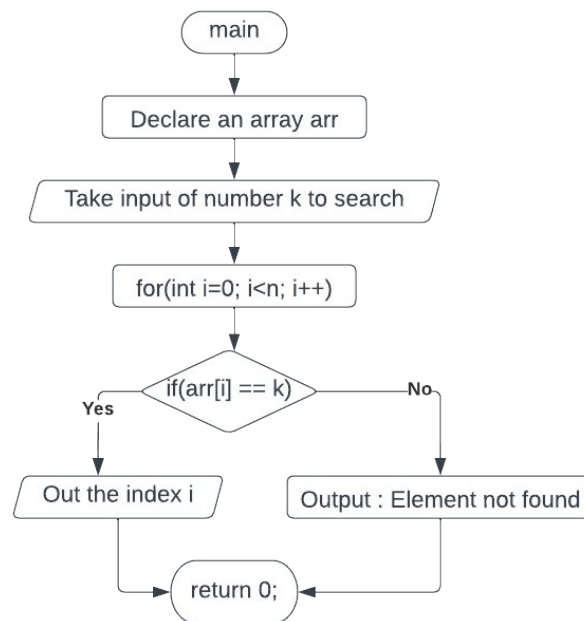 main
Declare an array arr
Take input of number k to search
for(int i=0; i<n; i++)
if(arr[i] == k)
Yes
No
Out the index i
Output : Element not found
return 0;